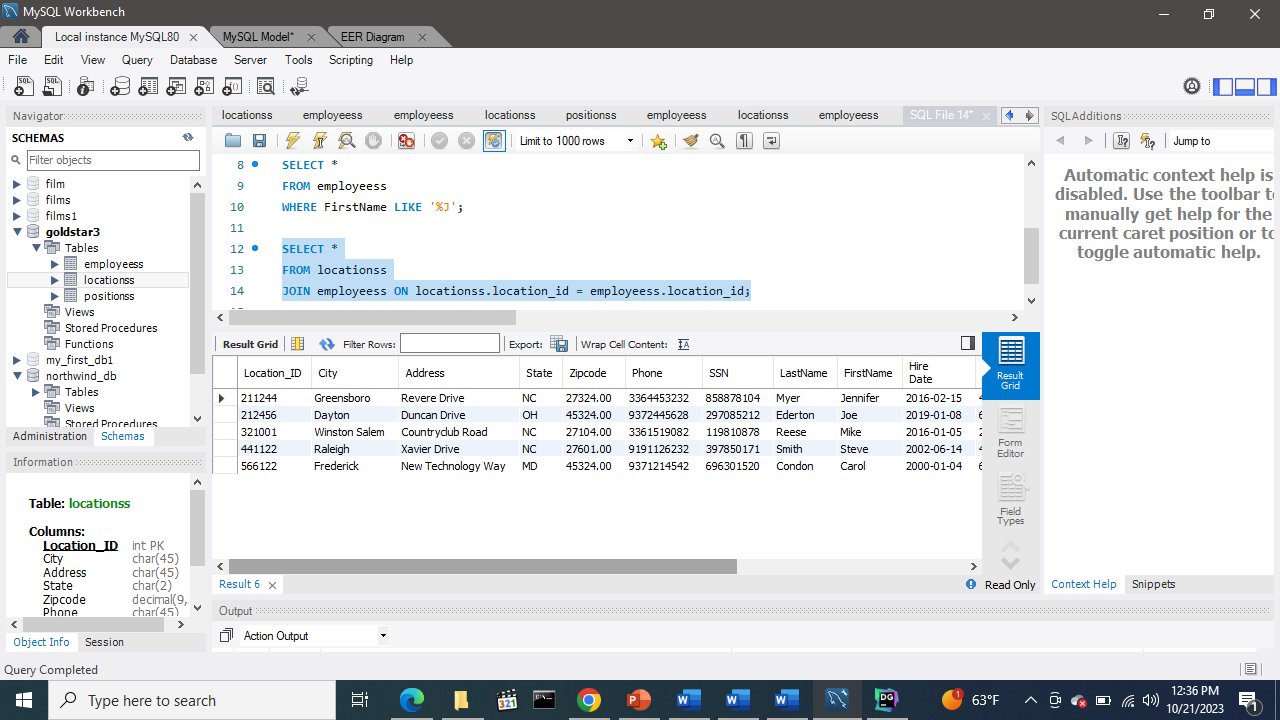 MySQL Workbench
Local instance MySQL80 MySQL Model* EER Diagram
File Edit View Query Database Server Tools Scripting Help
Navigator
SCHEMAS
Filter objects
film
films
films1
goldstar3
Tables
employeess
locationss
positionss
Views
Stored Procedures
Functions
my_first_db1
northwind_db
Tables
Views
Stored Procedures
Administration Schemas
Information
Table: locationss
Columns:
Location_ID int PK
City char(45)
Address char(45)
State char(2)
Zipcode decimal(9,
Phone char(45)
Object Info Session
locationss employeess employeess locationss positionss employeess locationss employeess SQL File 14*
Limit to 1000 rows
8 SELECT *
9 FROM employeess
10 WHERE FirstName LIKE '%J';
11
12 SELECT *
13 FROM locationss
14 JOIN employeess ON locationss.location_id = employeess.location_id;
Result Grid Filter Rows: Export: Wrap Cell Content:
Location_ID City Address State Zipcode Phone SSN LastName FirstName Hire Date
211244 Greensboro Revere Drive NC 27324.00 3364453232 858878104 Myer Jennifer 2016-02-15
212456 Dayton Duncan Drive OH 45324.00 9372445628 297085212 Ederton Joe 2019-01-08
321001 Winston Salem Countryclub Road NC 27104.00 3361519082 119810878 Reese Mike 2016-01-05
441122 Raleigh Xavier Drive NC 27601.00 9191126232 397850171 Smith Steve 2002-06-14
566122 Frederick New Technology Way MD 45324.00 9371214542 696301520 Condon Carol 2000-01-04
Result Grid
Form Editor
Field Types
Result 6
Read Only
Output
Action Output
SQLAdditions
Jump to
Automatic context help is
disabled. Use the toolbar to
manually get help for the
current caret position or to
toggle automatic help.
Context Help Snippets
Query Completed
Type here to search
321
DG
1
63°F
12:36 PM
10/21/2023
1